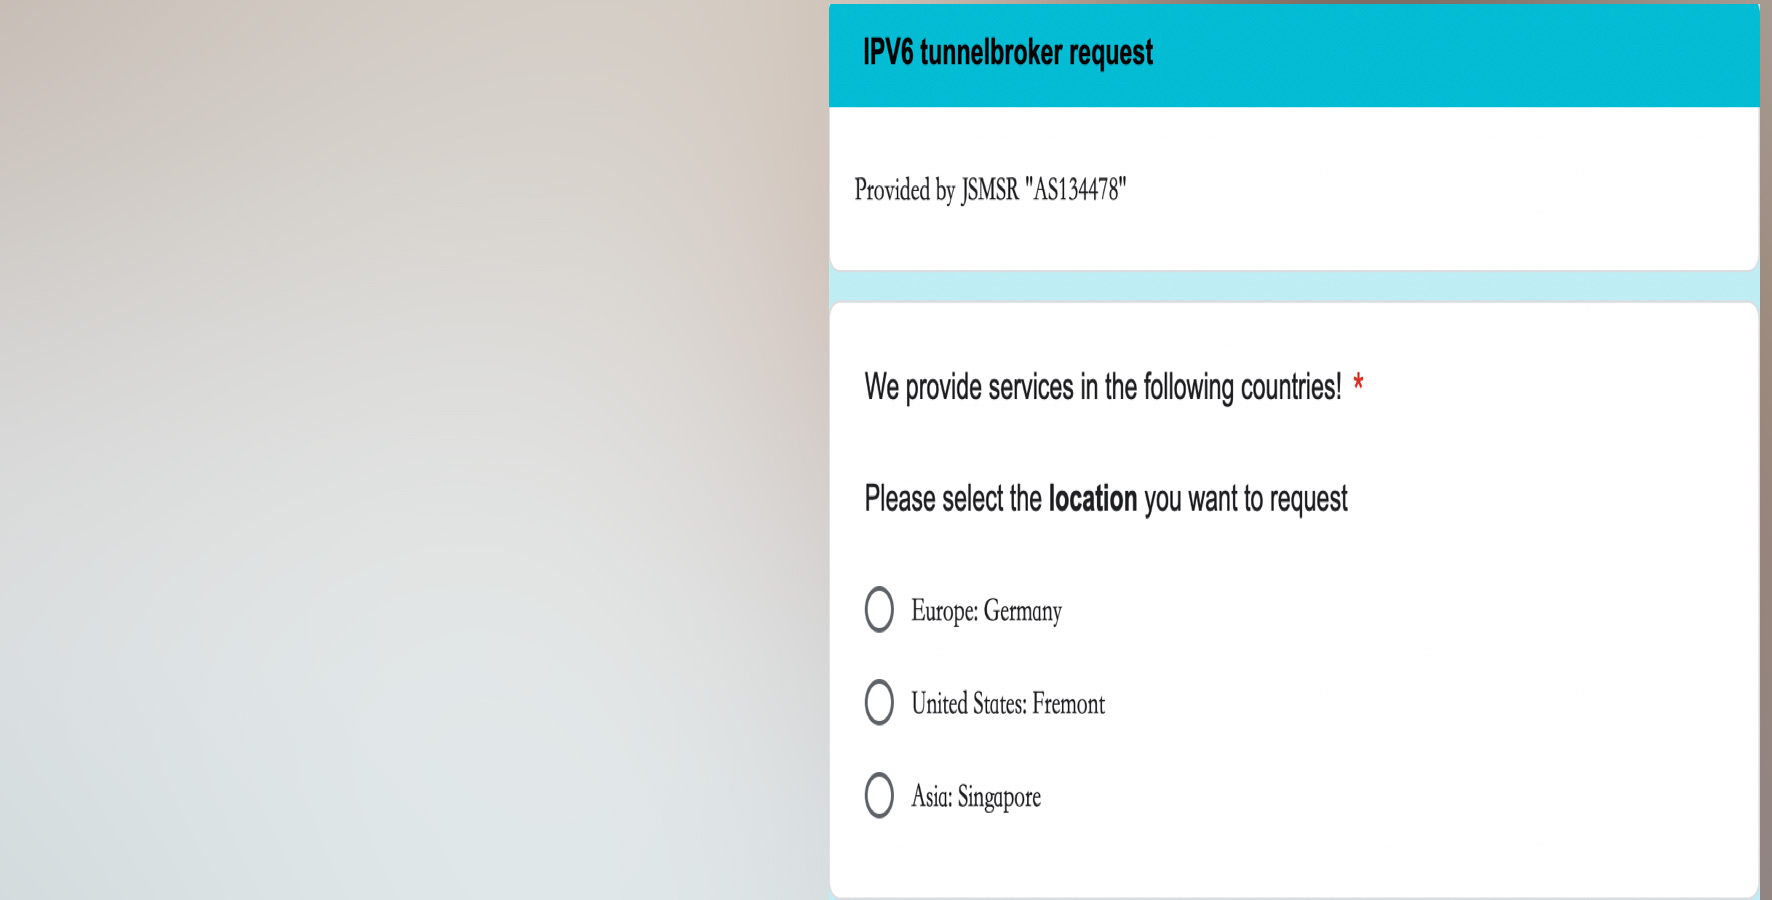 IPV6 tunnelbroker request
Provided by JSMSR "AS134478"
We provide services in the following countries! *
Please select the location you want to request
Europe: Germany
United States: Fremont
Asia: Singapore